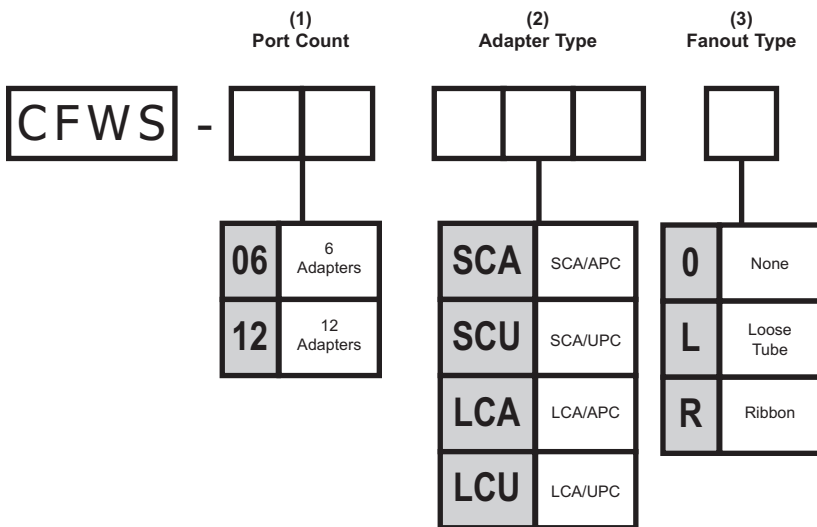 (1)
Port Count
(2)
Adapter Type
(3)
Fanout Type
CFWS -
06
6
Adapters
12
12
Adapters
SCA
SCA/APC
SCU
SCA/UPC
LCA
LCA/APC
LCU
LCA/UPC
0
None
L
Loose
Tube
R
Ribbon